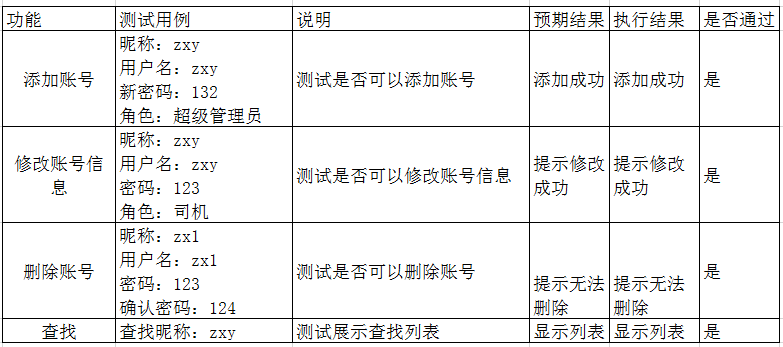 功能 测试用例 说明 预期结果 执行结果 是否通过
添加账号
昵称：zxy
用户名：zxy
新密码：132
角色：超级管理员
测试是否可以添加账号
添加成功
添加成功
是
修改账号信
息
昵称：zxy
用户名：zxy
密码：123
角色：司机
测试是否可以修改账号信息
提示修改
成功
提示修改
成功
是
删除账号
昵称：zx1
用户名：zx1
密码：123
确认密码：124
测试是否可以删除账号
提示无法
删除
提示无法
删除
是
查找 查找昵称：zxy 测试展示查找列表 显示列表 显示列表 是